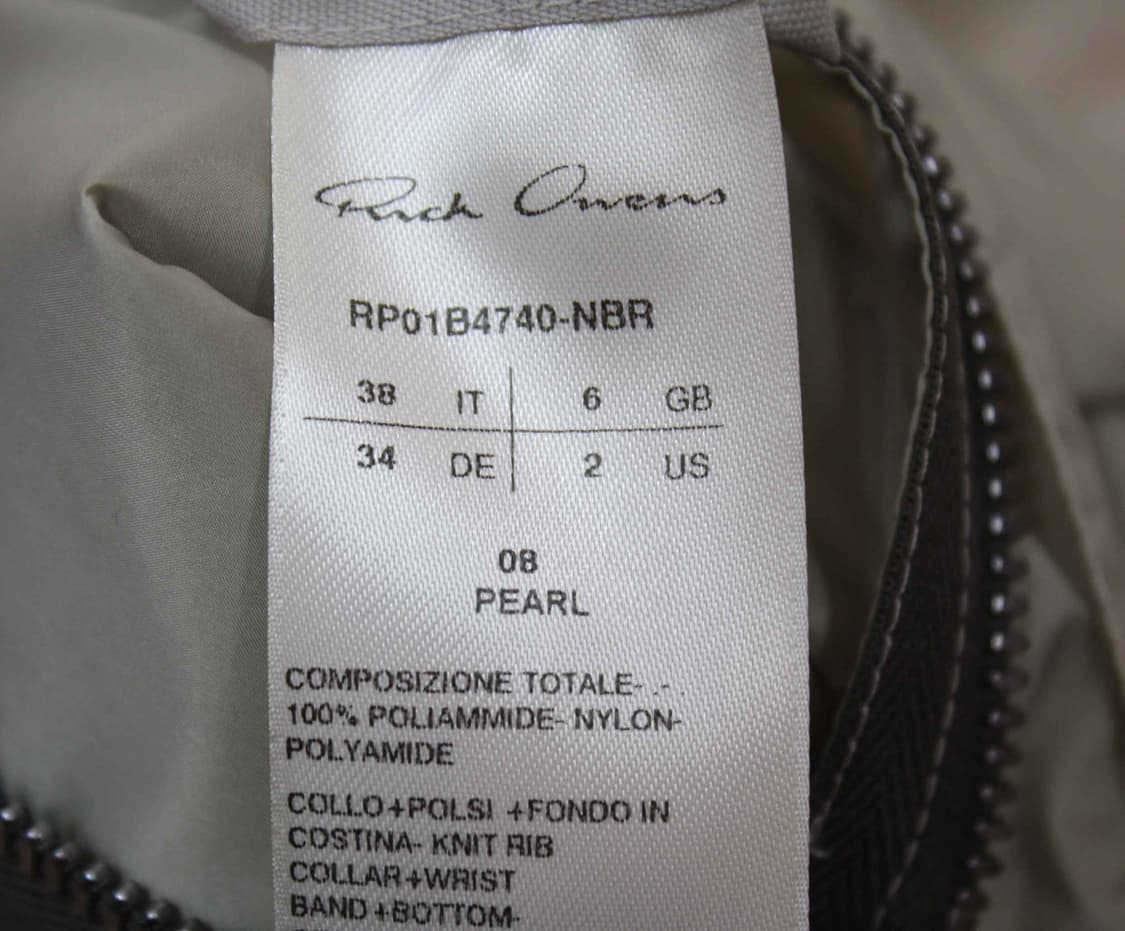 Rick Owens
RP01B4740-NBR
38 IT 6 GB
34 DE 2 US
08
PEARL
COMPOSIZIONE TOTALE- .- .
100% POLIAMMIDE- NYLON-
POLYAMIDE
COLLO+POLSI +FONDO IN
COSTINA- KNIT RIB
COLLAR+WRIST
BAND+BOTTOM-